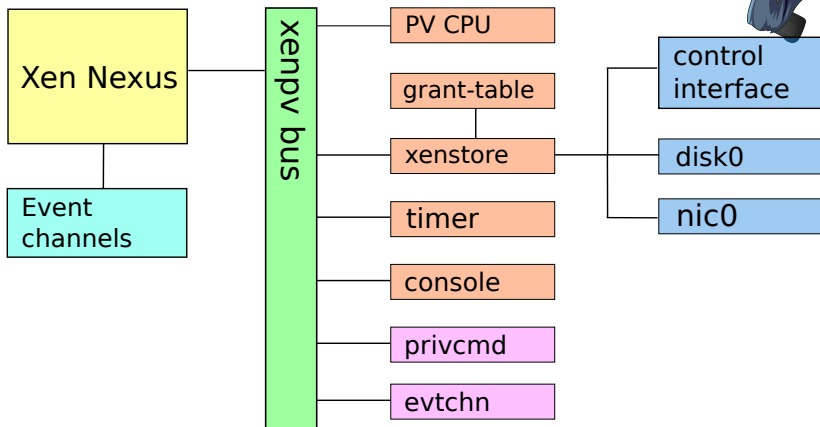 Xen Nexus
Event
channels
xenpv bus
PV CPU
grant-table
xenstore
timer
console
privcmd
evtchn
control
interface
disk0
nic0